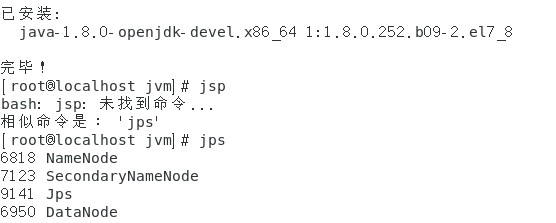 已安装:
java-1.8.0-openjdk-devel.x86_64 1:1.8.0.252.b09-2.el7_8
完毕！
[root@localhost jvm]# jsp
bash: jsp: 未找到命令...
相似命令是： 'jps'
[root@localhost jvm]# jps
6818 NameNode
7123 SecondaryNameNode
9141 Jps
6950 DataNode